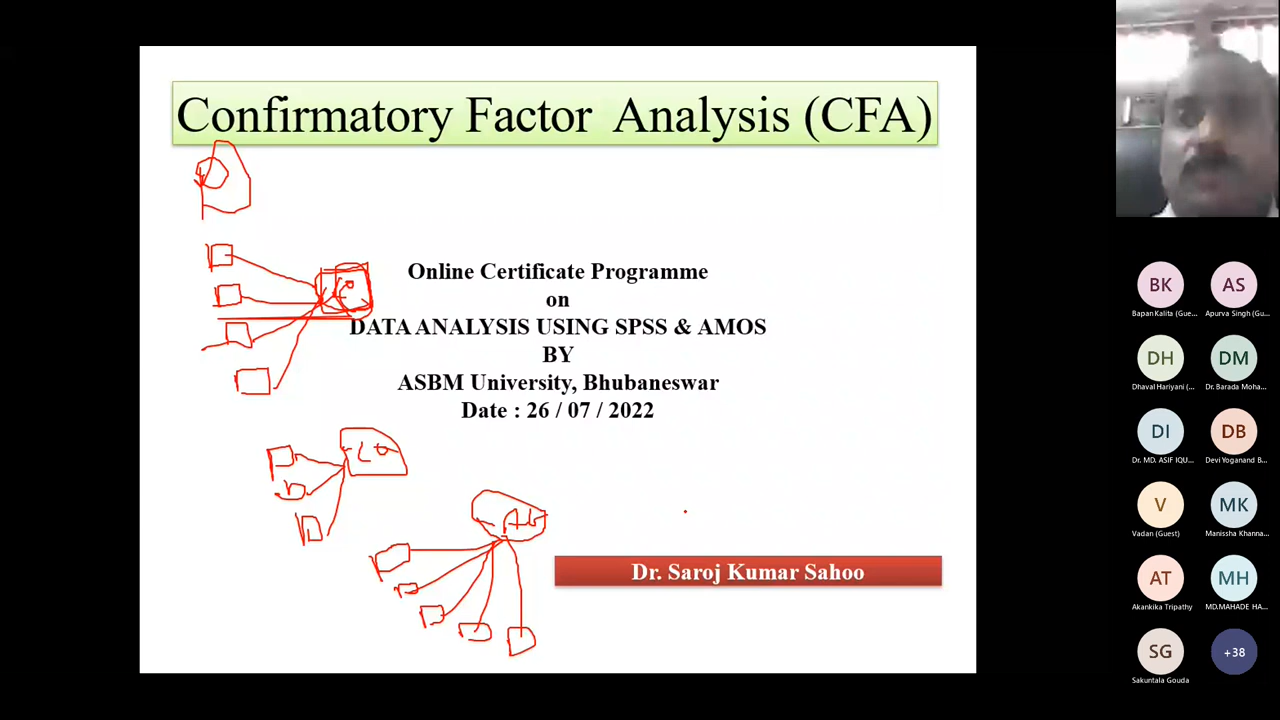 Confirmatory Factor Analysis (CFA)
Online Certificate Programme
on
DATA ANALYSIS USING SPSS & AMOS
BY
ASBM University, Bhubaneswar
Date : 26 / 07 / 2022
Dr. Saroj Kumar Sahoo
BK
Bapan Kalita (Gue...
AS
Apurva Singh (Gu...
DH
Dhaval Hariyani (...
DM
Dr. Barada Moha...
DI
Dr. MD. ASIF IQU...
DB
Devi Yoganand B...
V
Vadan (Guest)
MK
Manissha Khanna...
AT
Akankika Tripathy
MH
MD.MAHADE HA...
SG
Sakuntala Gouda
+38